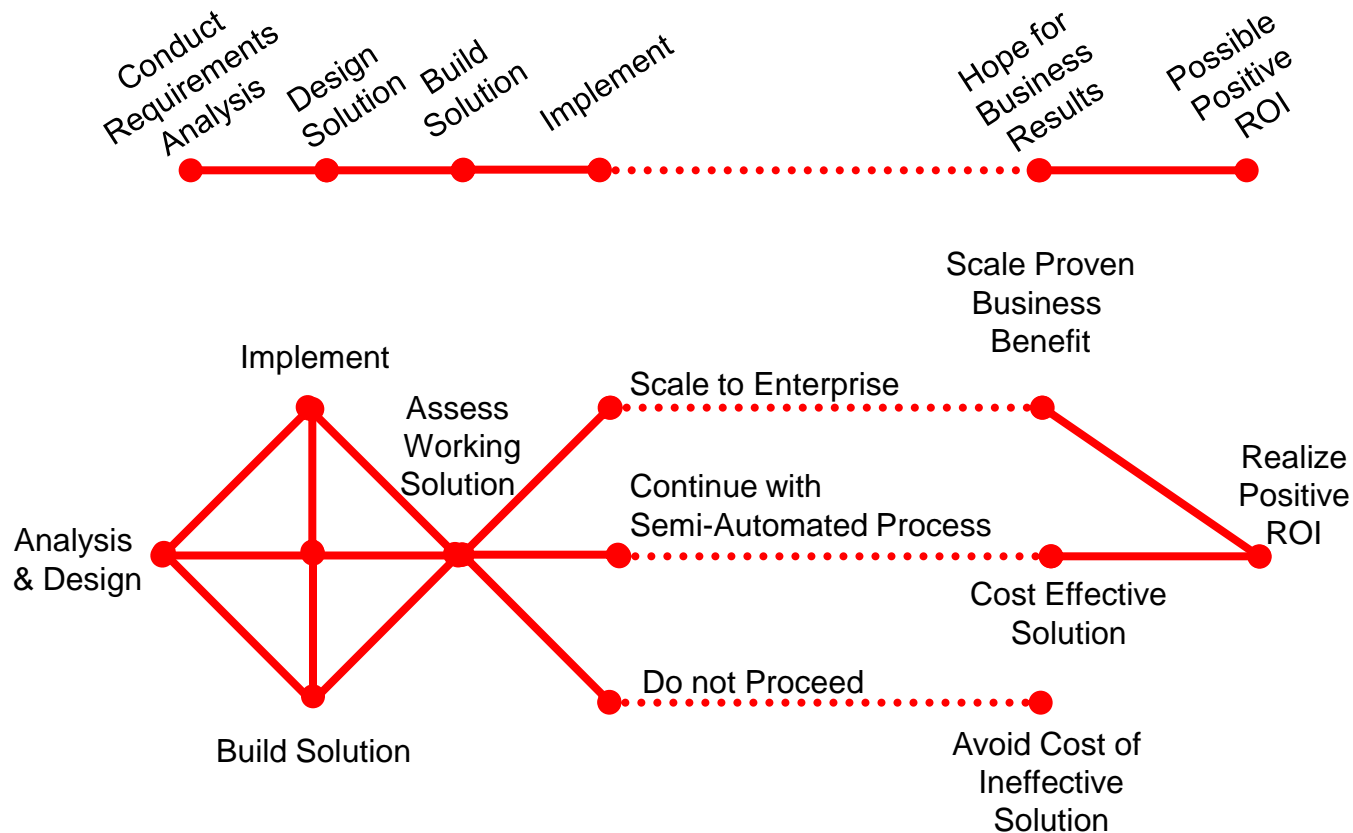 Conduct
Requirements
Analysis
Design
Solution
Build
Solution
Implement
Hope for
Business
Results
Possible
Positive
ROI
Scale Proven
Business
Benefit
Implement
Scale to Enterprise
Assess
Working
Solution
Continue with
Semi-Automated Process
Realize
Positive
ROI
Analysis
& Design
Cost Effective
Solution
Do not Proceed
Build Solution
Avoid Cost of
Ineffective
Solution